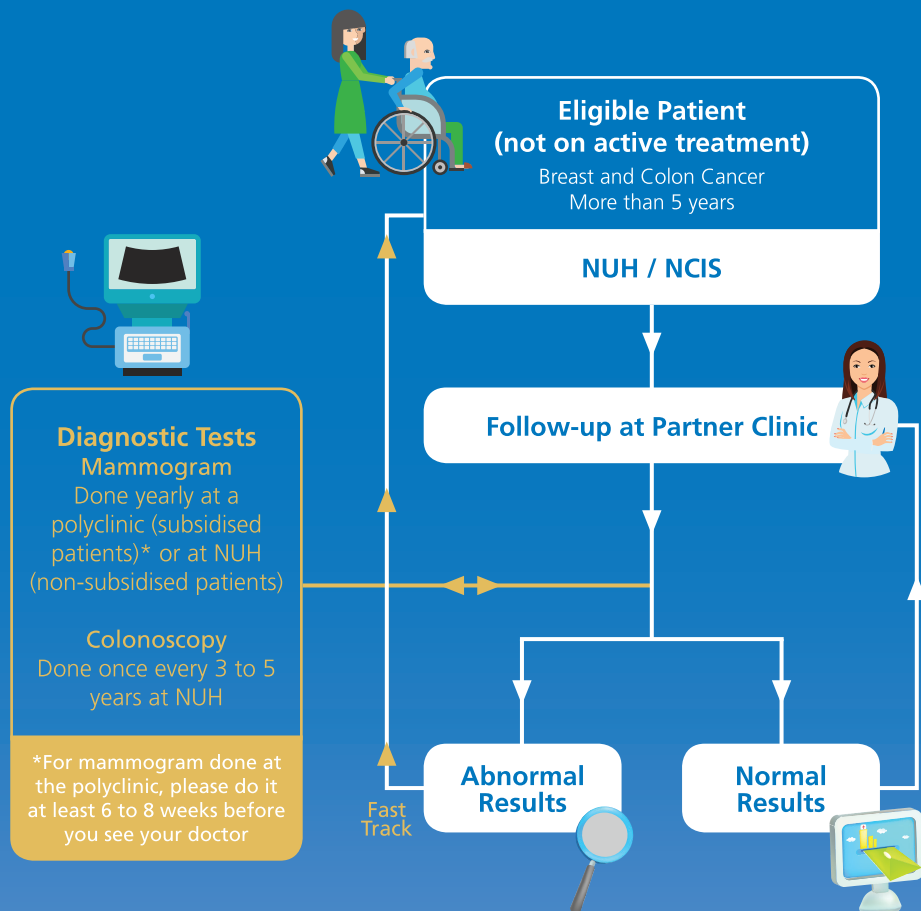 Eligible Patient
(not on active treatment)
Breast and Colon Cancer
More than 5 years
NUH / NCIS
Follow-up at Partner Clinic
Diagnostic Tests
Mammogram
Done yearly at a
polyclinic (subsidised
patients)* or at NUH
(non-subsidised patients)
Colonoscopy
Done once every 3 to 5
years at NUH
*For mammogram done at
the polyclinic, please do it
at least 6 to 8 weeks before
you see your doctor
Fast
Track
Abnormal
Results
Normal
Results